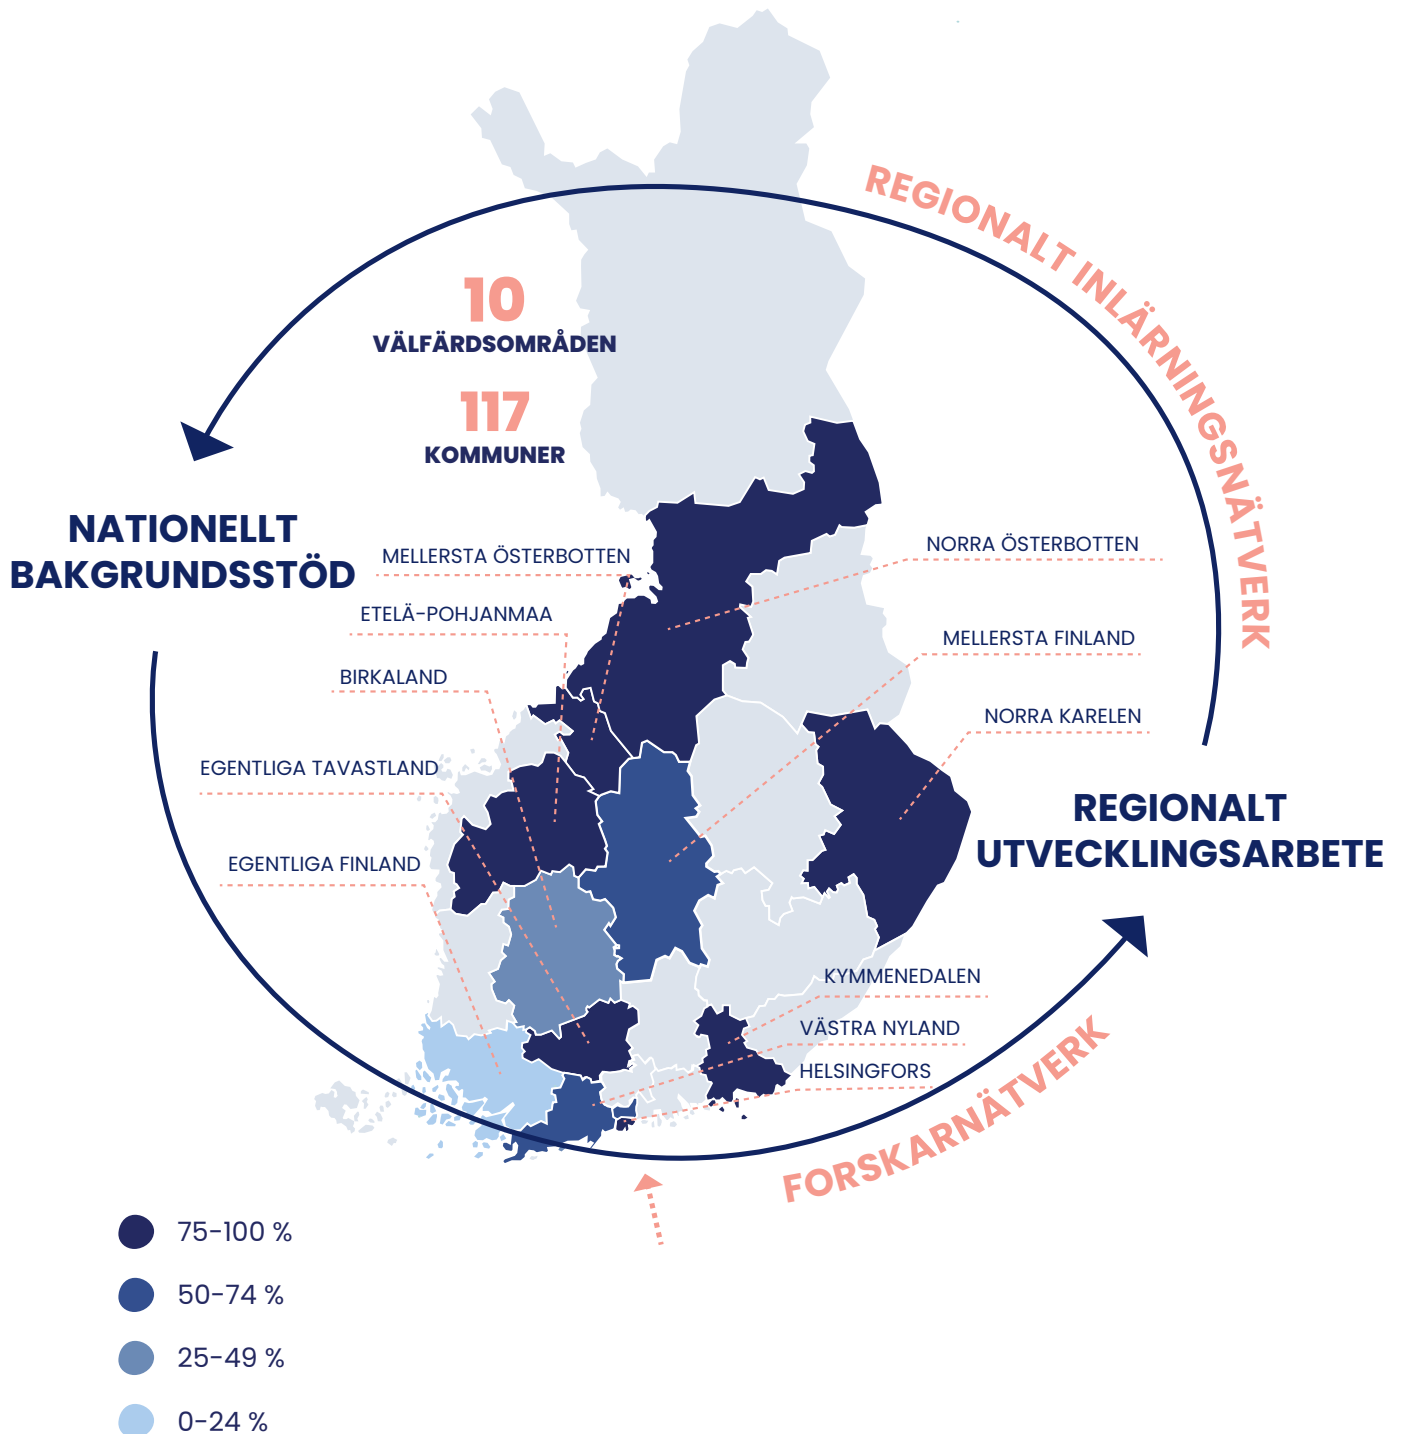 REGIONALT INLÄRNINGSNÄTVERK
10
VÄLFÄRDSOMRÅDEN
117
KOMMUNER
NATIONELLT
BAKGRUNDSSTÖD
MELLERSTA ÖSTERBOTTEN
NORRA ÖSTERBOTTEN
ETELÄ-POHJANMAA
MELLERSTA FINLAND
BIRKALAND
NORRA KARELEN
EGENTLIGA TAVASTLAND
REGIONALT
UTVECKLINGSARBETE
EGENTLIGA FINLAND
KYMMENEDALEN
VÄSTRA NYLAND
HELSINGFORS
FORSKARNÄTVERK
75-100 %
50-74 %
25-49 %
0-24 %